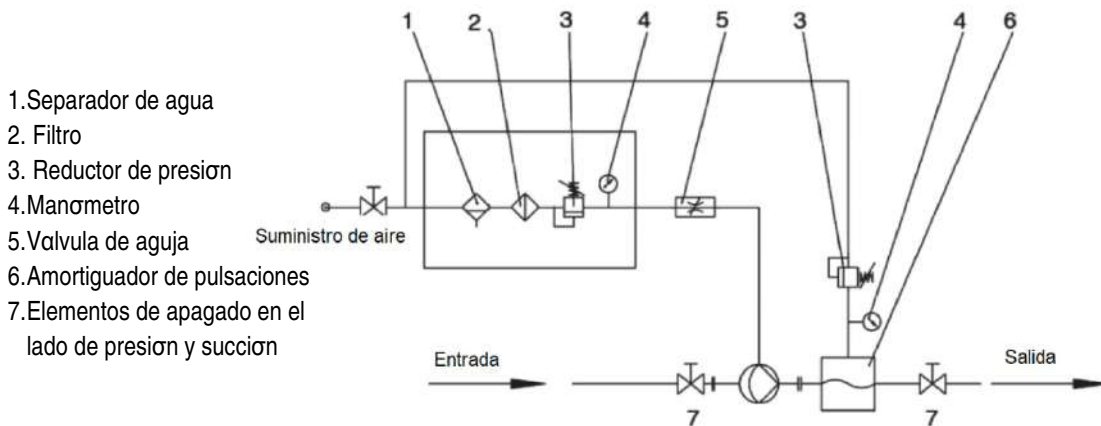 1 2 3 4 5 3 4 6
1.Separador de agua
2. Filtro
3. Reductor de presiσn
4.Manσmetro
5.Vαlvula de aguja
6.Amortiguador de pulsaciones
7.Elementos de apagado en el
lado de presiσn y succiσn
Suministro de aire
Entrada
Salida
7 7